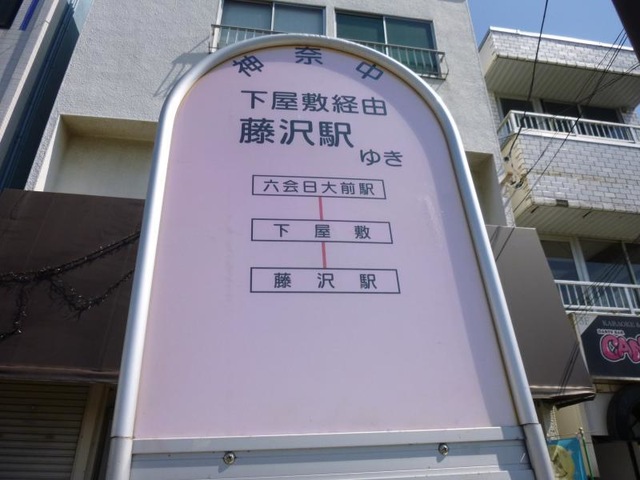 神奈中
下屋敷経由
藤沢駅 ゆき
六会日大前駅
下屋敷
藤沢駅
KARAOKE